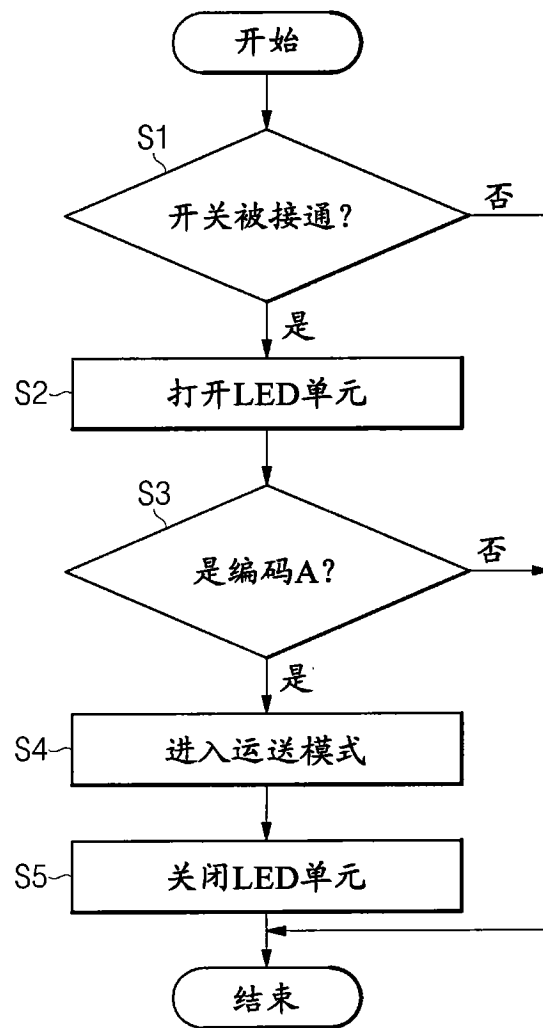 开始
S1
开关被接通?
否
是
S2
打开LED单元
S3
是编码A?
否
是
S4
进入运送模式
S5
关闭LED单元
结束